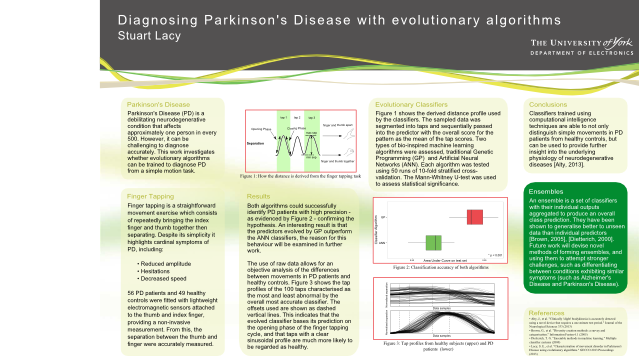 Diagnosing Parkinson's Disease with evolutionary algorithms
Stuart Lacy
THE UNIVERSITY of York
DEPARTMENT OF ELECTRONICS
Parkinson's Disease
Parkinson's Disease (PD) is a
debilitating neurodegenerative
condition that affects
approximately one person in every
500. However, it can be
challenging to diagnose
accurately. This work investigates
whether evolutionary algorithms
can be trained to diagnose PD
from a simple motion task.
Finger Tapping
Finger tapping is a straightforward
movement exercise which consists
of repeatedly bringing the index
finger and thumb together then
separating. Despite its simplicity it
highlights cardinal symptoms of
PD, including:
• Reduced amplitude
• Hesitations
• Decreased speed
56 PD patients and 49 healthy
controls were fitted with lightweight
electromagnetic sensors attached
to the thumb and index finger,
providing a non-invasive
measurement. From this, the
separation between the thumb and
finger were accurately measured.
tap 1
tap 2
tap 3
Opening Phase
Closing Phase
Separation
Figure 1: How the distance is derived from the finger tapping task
Results
Both algorithms could successfully
identify PD patients with high precision -
as evidenced by Figure 2 - confirming the
hypothesis. An interesting result is that
the predictors evolved by GP outperform
the ANN classifiers, the reason for this
behaviour will be examined in further
work.
The use of raw data allows for an
objective analysis of the differences
between movements in PD patients and
healthy controls. Figure 3 shows the tap
profiles of the 100 taps characterised as
the most and least abnormal by the
overall most accurate classifier. The
offsets used are shown as dashed
vertical lines. This indicates that the
evolved classifier bases its prediction on
the opening phase of the finger tapping
cycle, and that taps with a clear
sinusoidal profile are much more likely to
be regarded as healthy.
Evolutionary Classifiers
Figure 1 shows the derived distance profile
used by the classifiers. The sampled data was
segmented into taps and sequentially passed
into the predictor with the overall score for the
pattern as the mean of the tap scores. Two
types of bio-inspired machine learning
algorithms were assessed, traditional Genetic
Programming (GP) and Artificial Neural
Networks (ANN). Each algorithm was tested
using 50 runs of 10-fold stratified cross-
validation. The Mann-Whitney U-test was used
to assess statistical significance.
GP
ANN
Area Under Curve on test set
Figure 2: Classification accuracy of both algorithms
Figure 3: Tap profiles from healthy subjects (upper) and PD
patients (lower)
Conclusions
Classifiers trained using
computational intelligence
techniques are able to not
only distinguish simple
movements in PD patients
from healthy controls, but
can be used to provide further
insight into the underlying
physiology of neurodegenerative
diseases [Alty, 2013].
Ensembles
An ensemble is a set of classifiers
with their individual outputs
aggregated to produce an overall
class prediction. They have been
shown to generalise better to unseen
data than individual predictors
[Brown, 2005], [Dietterich, 2000].
Future work will devise novel
methods of forming ensembles, and
using them to attempt stronger
challenges, such as differentiating
between conditions exhibiting similar
symptoms (such as Alzheimer's
Disease and Parkinson's Disease).
References